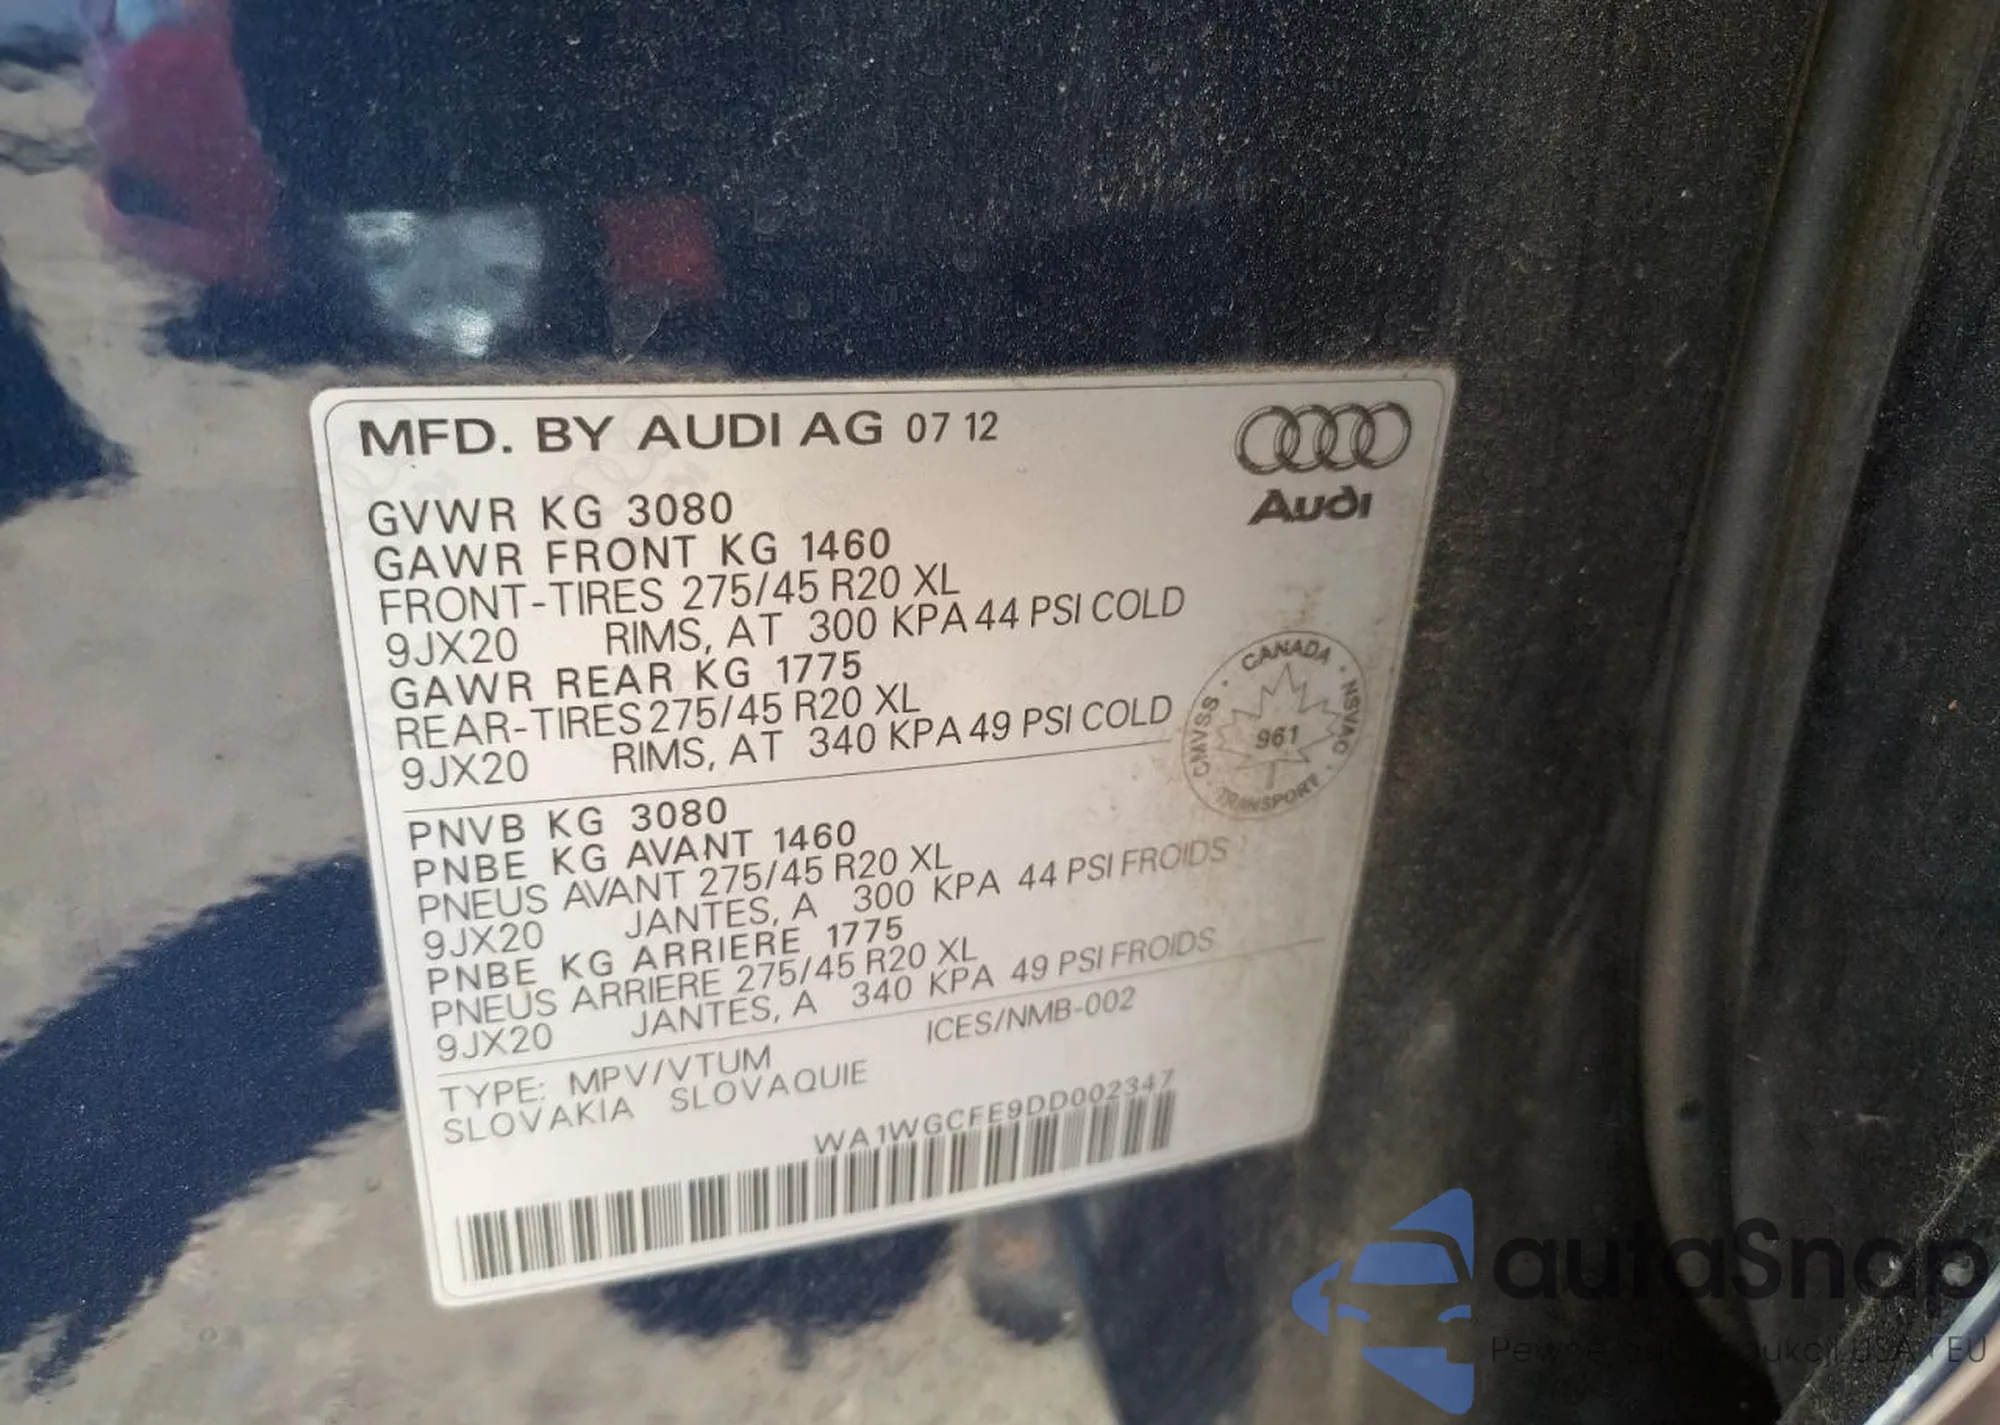 MFD. BY AUDI AG 07 12
Audi
GVWR KG 3080
GAWR FRONT KG 1460
FRONT-TIRES 275/45 R20 XL
9JX20 RIMS, AT 300 KPA 44 PSI COLD
GAWR REAR KG 1775
REAR-TIRES 275/45 R20 XL
9JX20 RIMS, AT 340 KPA 49 PSI COLD
CANADA · NSVAC · TRANSPORT · CMVSS ·
961
PNVB KG 3080
PNBE KG AVANT 1460
PNEUS AVANT 275/45 R20 XL
9JX20 JANTES, A 300 KPA 44 PSI FROIDS
PNBE KG ARRIERE 1775
PNEUS ARRIERE 275/45 R20 XL
9JX20 JANTES, A 340 KPA 49 PSI FROIDS
TYPE: MPV/VTUM ICES/NMB-002
SLOVAKIA SLOVAQUIE
WA1WGCFE9DD002347
autaSnap
Pewne USA EU